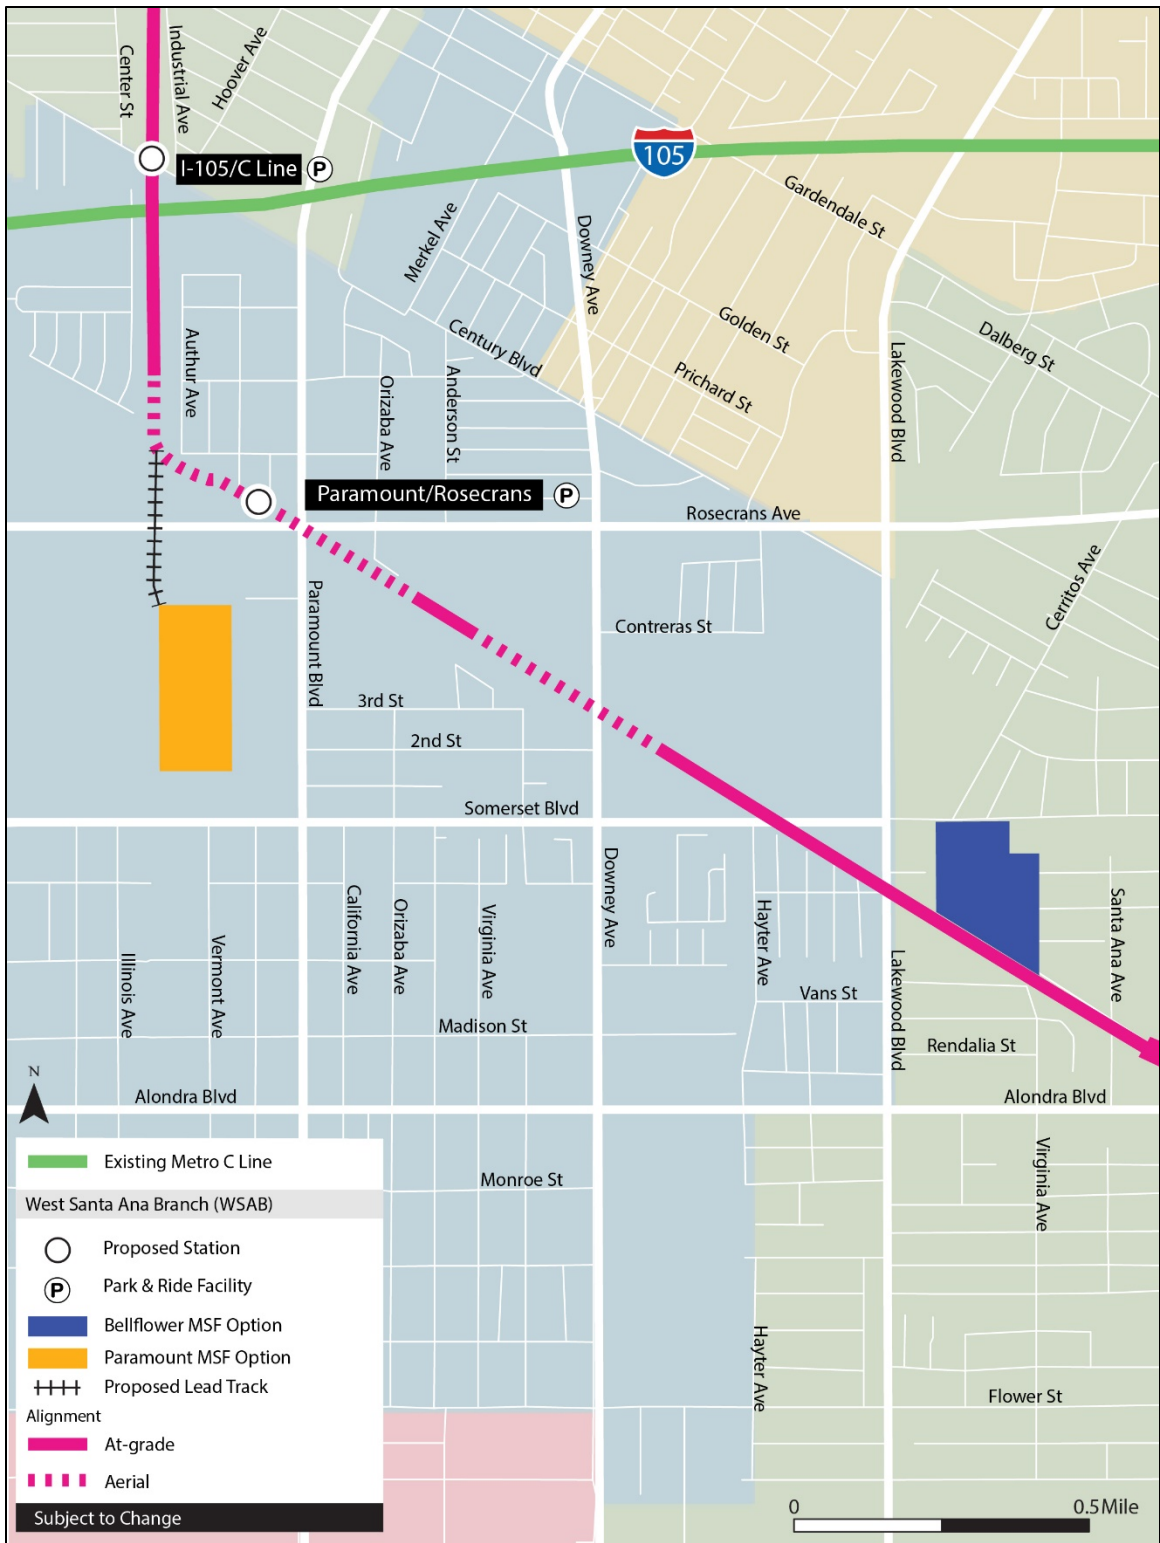 Center St
Industrial Ave
Hoover Ave
I-105/C Line
P
105
Gardendale St
Merkel Ave
Downey Ave
Golden St
Dalberg St
Century Blvd
Prichard St
Authur Ave
Orizaba Ave
Anderson St
Lakewood Blvd
Paramount/Rosecrans
P
Rosecrans Ave
Cerritos Ave
Paramount Blvd
Contreras St
3rd St
2nd St
Somerset Blvd
California Ave
Orizaba Ave
Virginia Ave
Downey Ave
Hayter Ave
Santa Ana Ave
Illinois Ave
Vermont Ave
Lakewood Blvd
Vans St
Madison St
Rendalia St
N
Alondra Blvd
Alondra Blvd
Virginia Ave
Monroe St
Hayter Ave
Flower St
Existing Metro C Line
West Santa Ana Branch (WSAB)
Proposed Station
P
Park & Ride Facility
Bellflower MSF Option
Paramount MSF Option
Proposed Lead Track
Alignment
At-grade
Aerial
Subject to Change
0
0.5 Mile